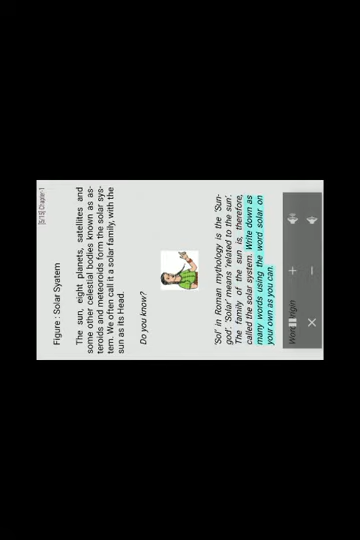 [5/15] Chapter-1
Figure : Solar Syatem
The sun, eight planets, satellites and
some other celestial bodies known as as-
teroids and meteoroids form the solar sys-
tem. We often call it a solar family, with the
sun as its Head.
Do you know?
'Sol' in Roman mythology is the 'Sun-
god'. 'Solar' means 'related to the sun'.
The family of the sun is, therefore,
called the solar system. Write down as
many words using the word solar on
your own as you can.